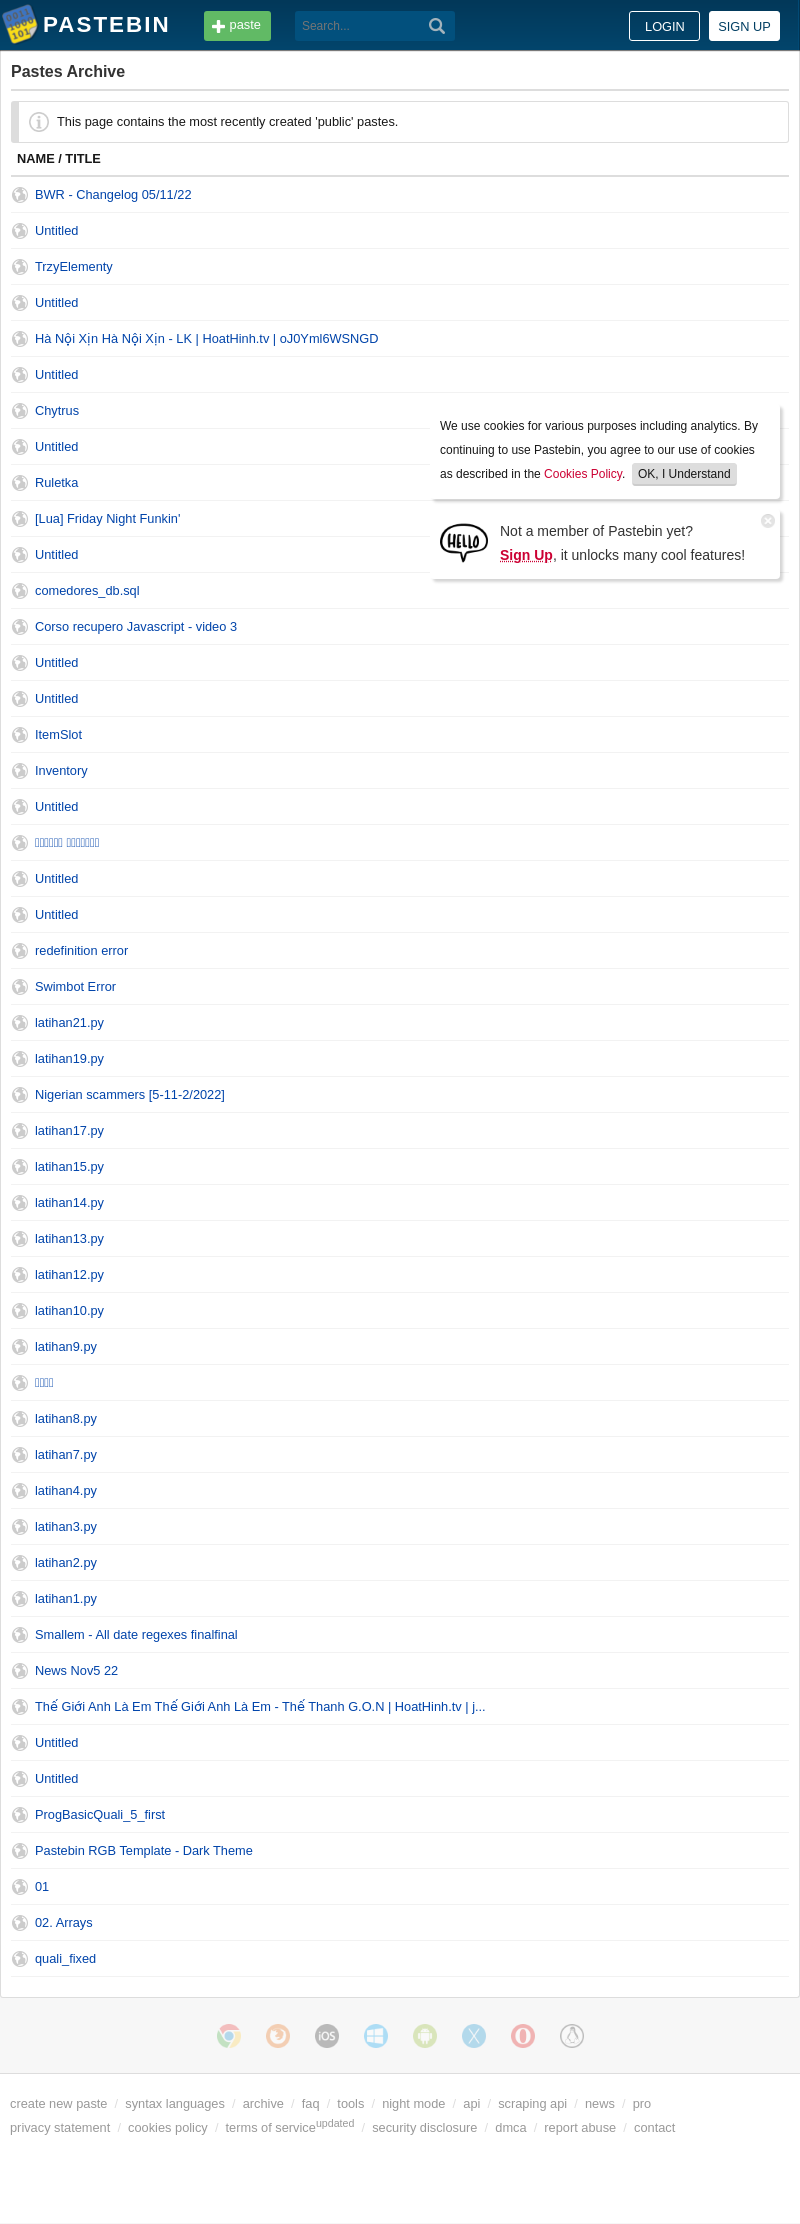 PASTEBIN
paste
Search...
LOGIN
SIGN UP
Pastes Archive
This page contains the most recently created 'public' pastes.
NAME / TITLE
BWR - Changelog 05/11/22
Untitled
TrzyElementy
Untitled
Hà Nội Xịn Hà Nội Xịn - LK | HoatHinh.tv | oJ0Yml6WSNGD
Untitled
Chytrus
Untitled
Ruletka
[Lua] Friday Night Funkin'
Untitled
comedores_db.sql
We use cookies for various purposes including analytics. By
continuing to use Pastebin, you agree to our use of cookies
as described in the Cookies Policy. OK, I Understand
HELLO
Not a member of Pastebin yet?
Sign Up, it unlocks many cool features!
Corso recupero Javascript - video 3
Untitled
Untitled
ItemSlot
Inventory
Untitled
Untitled
Untitled
redefinition error
Swimbot Error
latihan21.py
latihan19.py
Nigerian scammers [5-11-2/2022]
latihan17.py
latihan15.py
latihan14.py
latihan13.py
latihan12.py
latihan10.py
latihan9.py
latihan8.py
latihan7.py
latihan4.py
latihan3.py
latihan2.py
latihan1.py
Smallem - All date regexes finalfinal
News Nov5 22
Thế Giới Anh Là Em Thế Giới Anh Là Em - Thế Thanh G.O.N | HoatHinh.tv | j...
Untitled
Untitled
ProgBasicQuali_5_first
Pastebin RGB Template - Dark Theme
01
02. Arrays
quali_fixed
iOS
create new paste / syntax languages / archive / faq / tools / night mode / api / scraping api / news / pro
privacy statement / cookies policy / terms of service updated / security disclosure / dmca / report abuse / contact